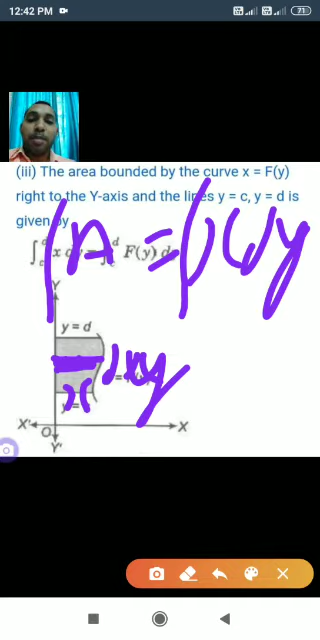 12:42 PM
71
(iii) The area bounded by the curve x = F(y)
right to the Y-axis and the lines y = c, y = d is
given by
F(y)
A =
Y
y = d
dy
X' O X
Y'